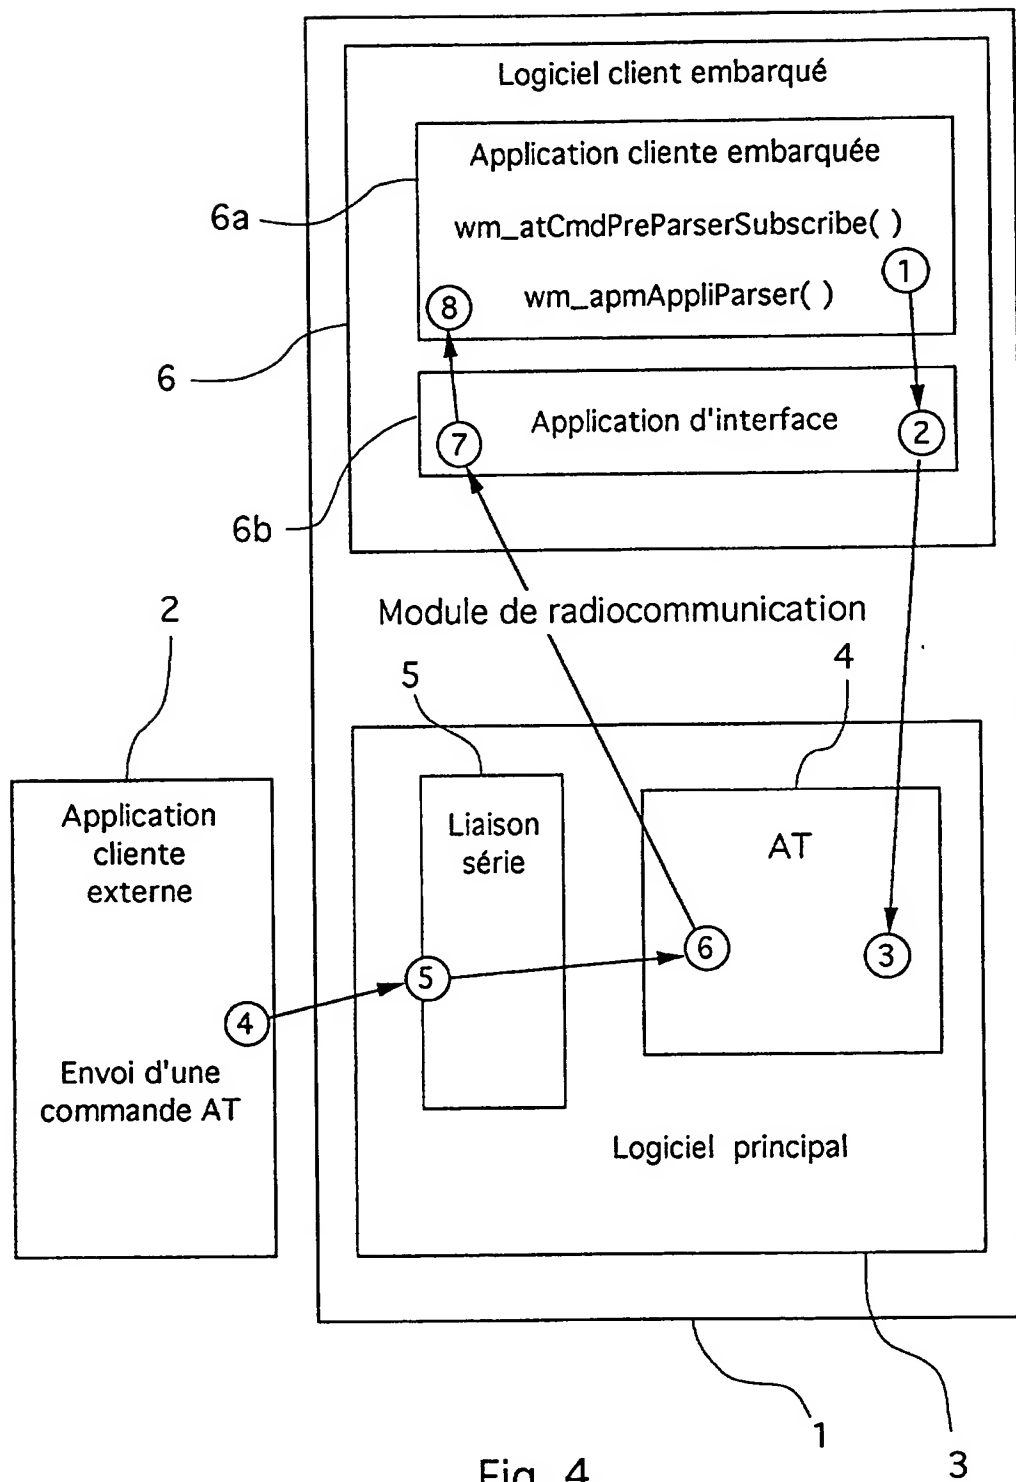 Logiciel client embarqué
Application cliente embarquée
6a
wm_atCmdPreParserSubscribe( )
1
wm_apmAppliParser( )
8
6
Application d'interface
7
2
6b
Module de radiocommunication
2
4
5
Application
cliente
externe
Liaison
série
AT
6
3
5
4
Envoi d'une
commande AT
Logiciel principal
1
3
Fig. 4